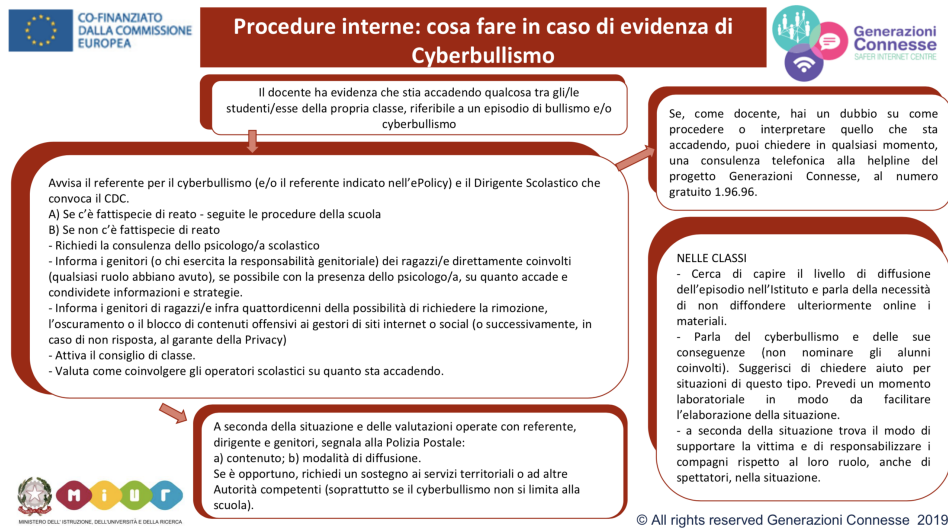 CO-FINANZIATO
DALLA COMMISSIONE
EUROPEA
Procedure interne: cosa fare in caso di evidenza di
Cyberbullismo
Generazioni
Connesse
SAFER INTERNET CENTRE
Il docente ha evidenza che stia accadendo qualcosa tra gli/le
studenti/esse della propria classe, riferibile a un episodio di bullismo e/o
cyberbullismo
Se, come docente, hai un dubbio su come
procedere o interpretare quello che sta
accadendo, puoi chiedere in qualsiasi momento,
una consulenza telefonica alla helpline del
progetto Generazioni Connesse, al numero
gratuito 1.96.96.
Avvisa il referente per il cyberbullismo (e/o il referente indicato nell’ePolicy) e il Dirigente Scolastico che
convoca il CDC.
A) Se c’è fattispecie di reato - seguite le procedure della scuola
B) Se non c’è fattispecie di reato
- Richiedi la consulenza dello psicologo/a scolastico
- Informa i genitori (o chi esercita la responsabilità genitoriale) dei ragazzi/e direttamente coinvolti
(qualsiasi ruolo abbiano avuto), se possibile con la presenza dello psicologo/a, su quanto accade e
condividete informazioni e strategie.
- Informa i genitori di ragazzi/e infra quattordicenni della possibilità di richiedere la rimozione,
l’oscuramento o il blocco di contenuti offensivi ai gestori di siti internet o social (o successivamente, in
caso di non risposta, al garante della Privacy)
- Attiva il consiglio di classe.
- Valuta come coinvolgere gli operatori scolastici su quanto sta accadendo.
NELLE CLASSI
- Cerca di capire il livello di diffusione
dell’episodio nell’Istituto e parla della necessità
di non diffondere ulteriormente online i
materiali.
- Parla del cyberbullismo e delle sue
conseguenze (non nominare gli alunni
coinvolti). Suggerisci di chiedere aiuto per
situazioni di questo tipo. Prevedi un momento
laboratoriale in modo da facilitare
l’elaborazione della situazione.
- a seconda della situazione trova il modo di
supportare la vittima e di responsabilizzare i
compagni rispetto al loro ruolo, anche di
spettatori, nella situazione.
A seconda della situazione e delle valutazioni operate con referente,
dirigente e genitori, segnala alla Polizia Postale:
a) contenuto; b) modalità di diffusione.
Se è opportuno, richiedi un sostegno ai servizi territoriali o ad altre
Autorità competenti (soprattutto se il cyberbullismo non si limita alla
scuola).
miur
MINISTERO DELL’ ISTRUZIONE, DELL’UNIVERSITÀ E DELLA RICERCA
© All rights reserved Generazioni Connesse 2019